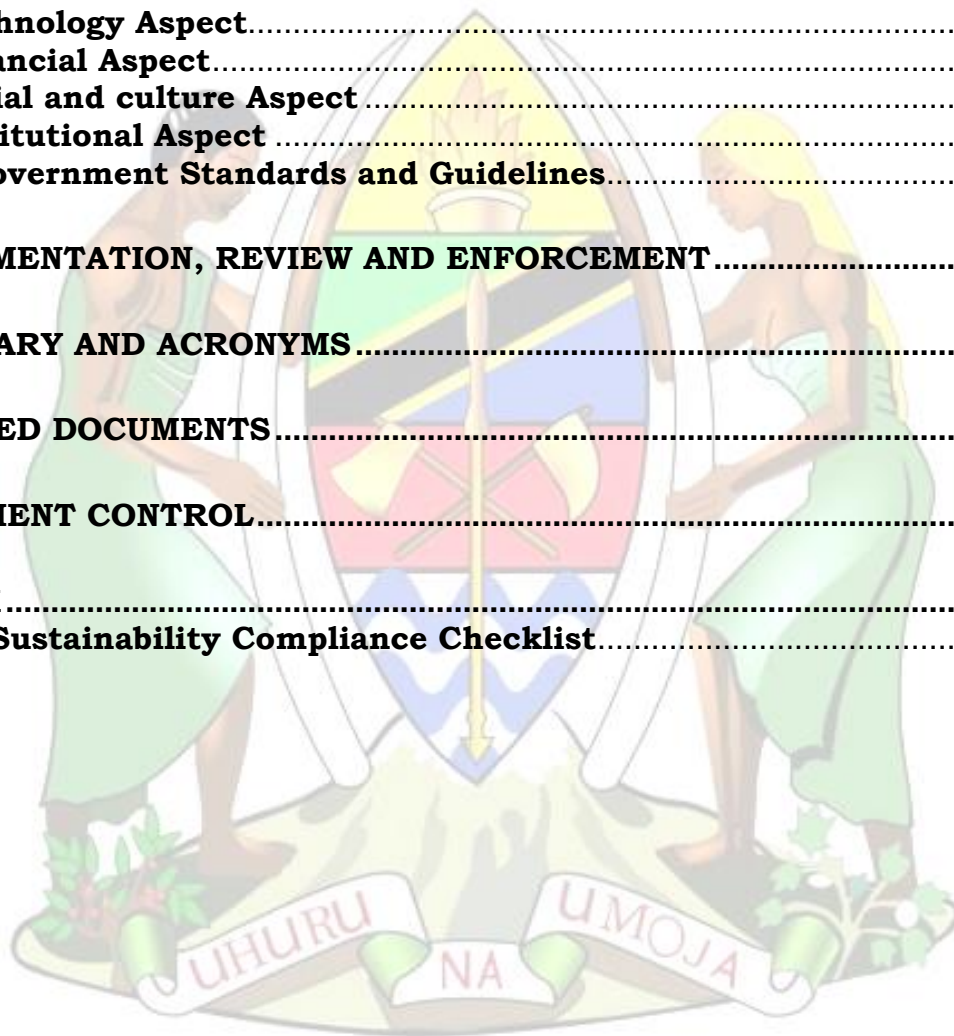 hnology Aspect
ancial Aspect
ial and culture Aspect
itutional Aspect
overnment Standards and Guidelines
MENTATION, REVIEW AND ENFORCEMENT
ARY AND ACRONYMS
ED DOCUMENTS
MENT CONTROL
Sustainability Compliance Checklist
UHURU NA UMOJA